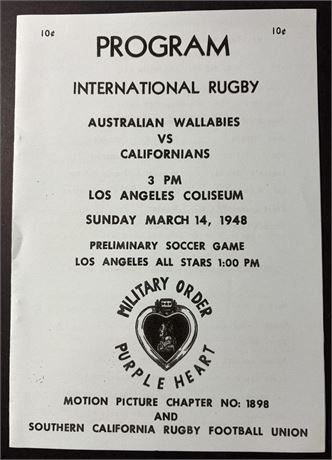 10¢ 10¢
PROGRAM
INTERNATIONAL RUGBY
AUSTRALIAN WALLABIES
VS
CALIFORNIANS
3 PM
LOS ANGELES COLISEUM
SUNDAY MARCH 14, 1948
PRELIMINARY SOCCER GAME
LOS ANGELES ALL STARS 1:00 PM
MILITARY ORDER
PURPLE HEART
MOTION PICTURE CHAPTER NO: 1898
AND
SOUTHERN CALIFORNIA RUGBY FOOTBALL UNION